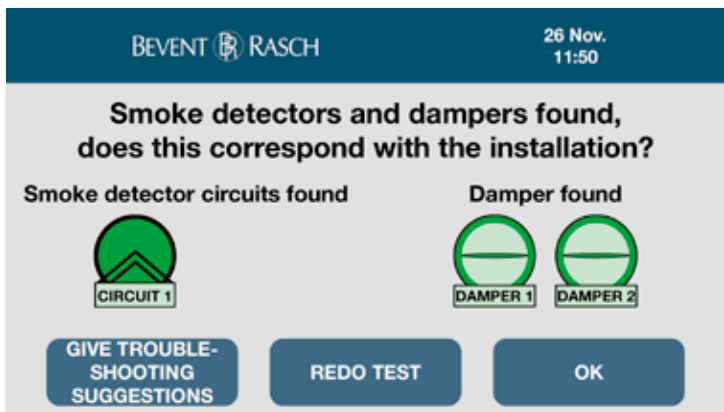 BEVENT BR RASCH
26 Nov.
11:50
Smoke detectors and dampers found,
does this correspond with the installation?
Smoke detector circuits found
Damper found
CIRCUIT 1
DAMPER 1
DAMPER 2
GIVE TROUBLE-
SHOOTING
SUGGESTIONS
REDO TEST
OK